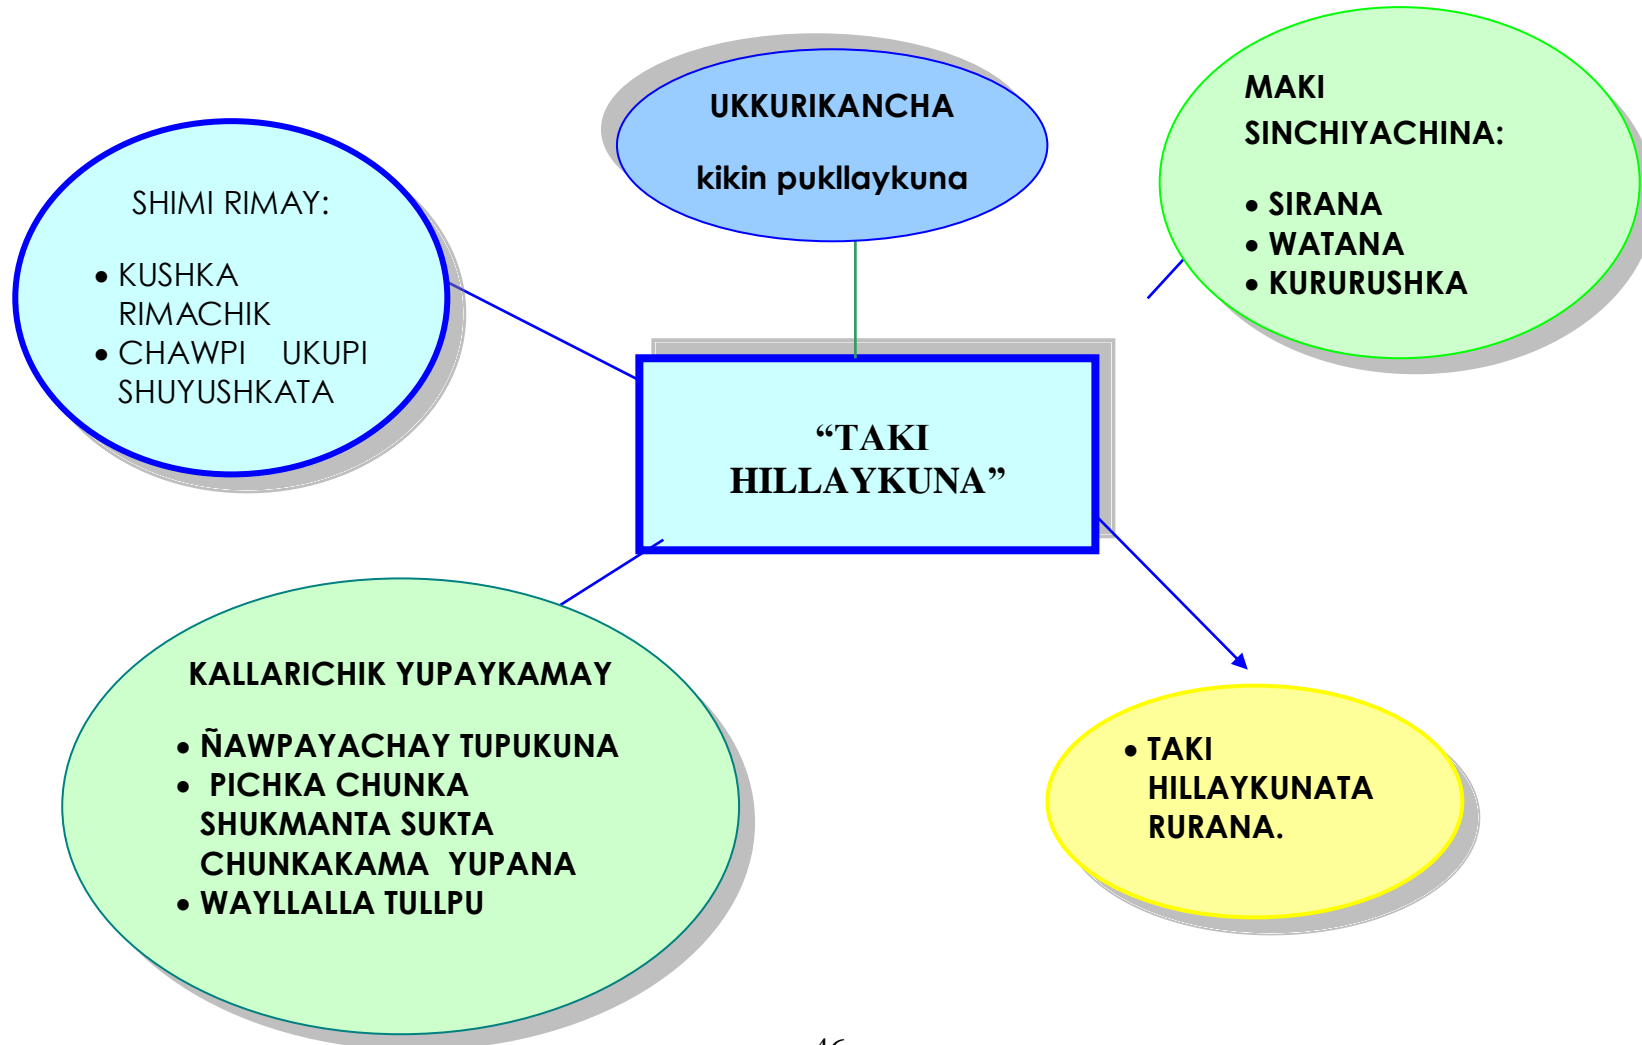 UKKURIKANCHA
kikin pukllaykuna
MAKI
SINCHIYACHINA:
• SIRANA
• WATANA
• KURURUSHKA
SHIMI RIMAY:
• KUSHKA
RIMACHIK
• CHAWPI UKUPI
SHUYUSHKATA
“TAKI
HILLAYKUNA”
KALLARICHIK YUPAYKAMAY
• ÑAWPAYACHAY TUPUKUNA
• PICHKA CHUNKA
SHUKMANTA SUKTA
CHUNKAKAMA YUPANA
• WAYLLALLA TULLPU
• TAKI
HILLAYKUNATA
RURANA.